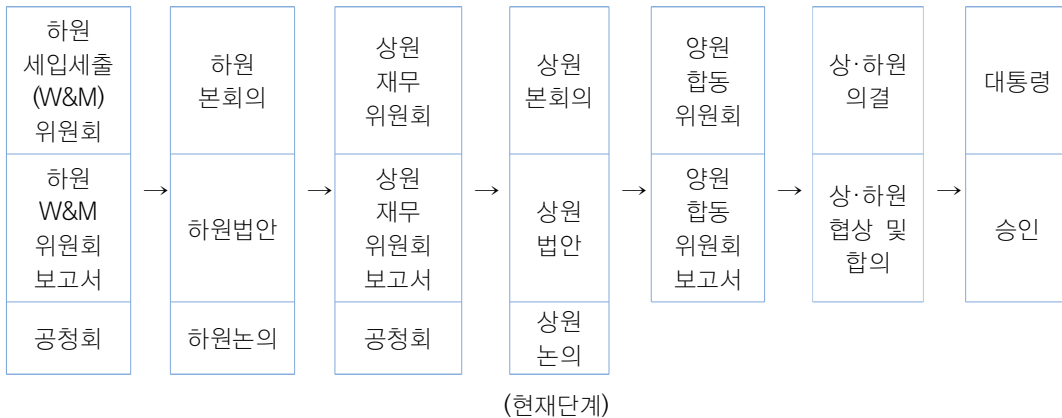 하원
세입세출
(W&M)
위원회
하원
W&M
위원회
보고서
공청회
→
하원
본회의
하원법안
하원논의
→
상원
재무
위원회
상원
재무
위원회
보고서
공청회
→
상원
본회의
상원
법안
상원
논의
(현재단계)
→
양원
합동
위원회
양원
합동
위원회
보고서
→
상·하원
의결
상·하원
협상 및
합의
→
대통령
승인